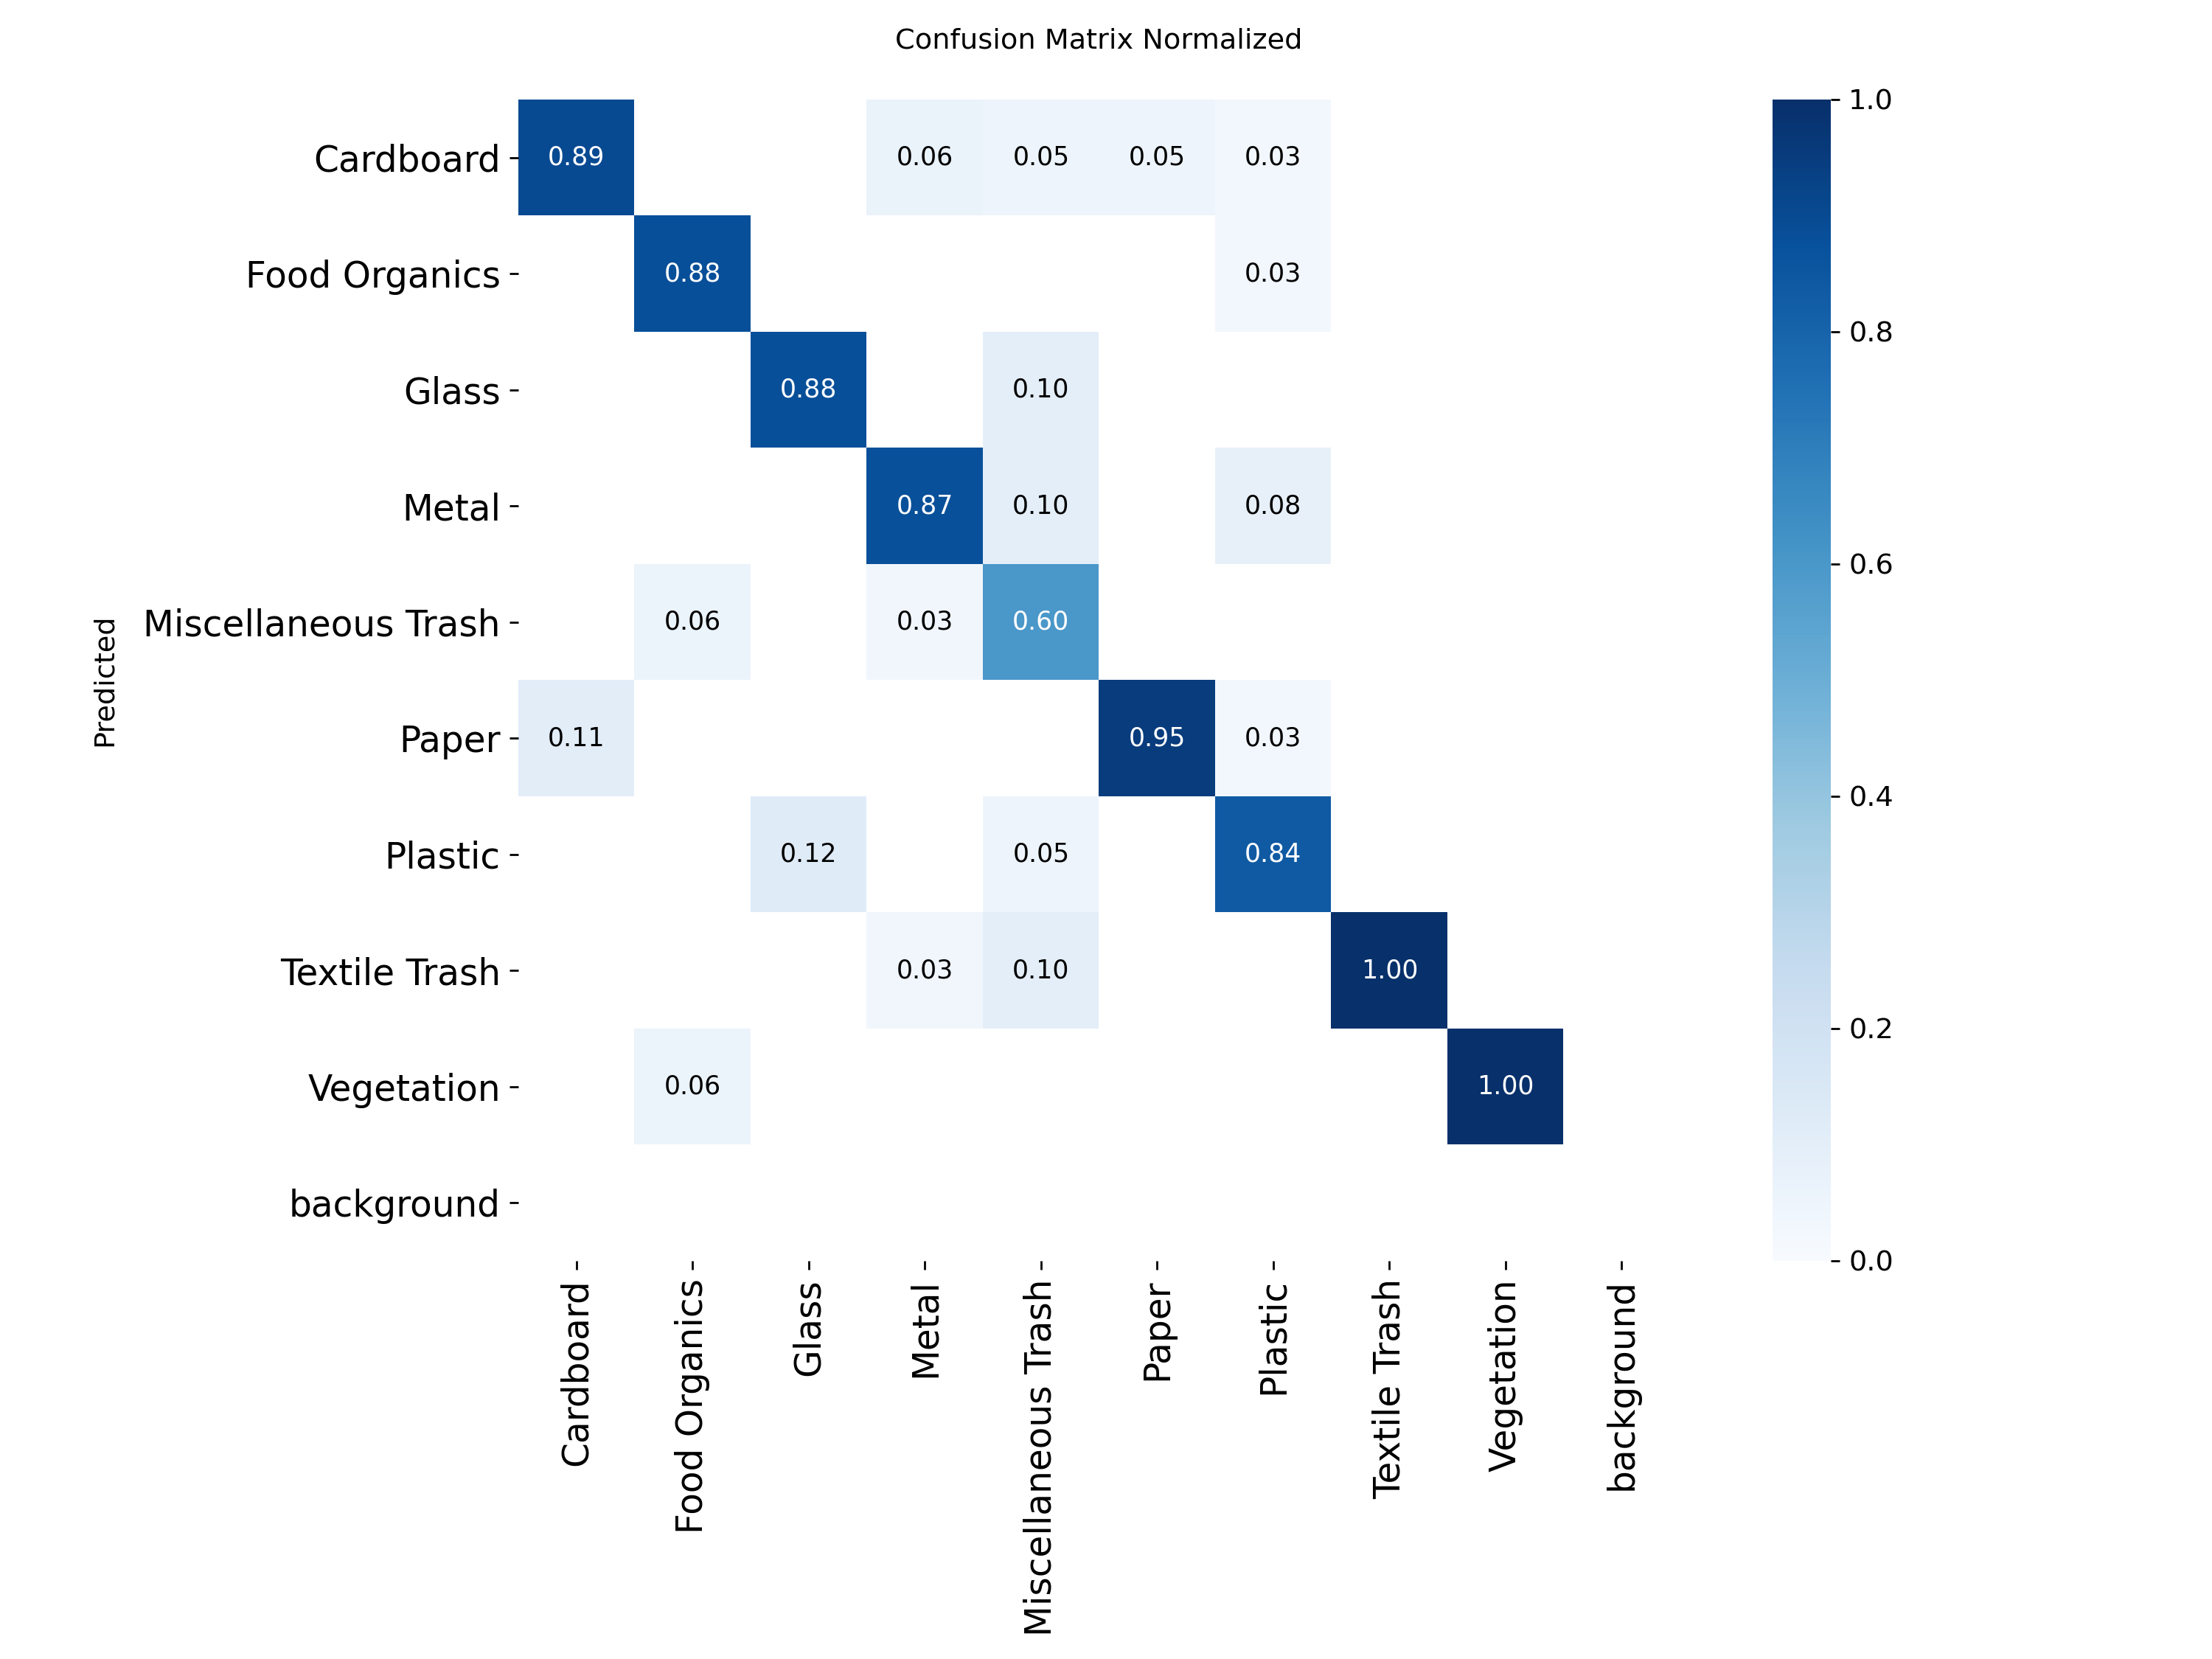 Confusion Matrix Normalized
Predicted
Cardboard
0.89
0.06
0.05
0.05
0.03
Food Organics
0.88
0.03
Glass
0.88
0.10
Metal
0.87
0.10
0.08
Miscellaneous Trash
0.06
0.03
0.60
Paper
0.11
0.95
0.03
Plastic
0.12
0.05
0.84
Textile Trash
0.03
0.10
1.00
Vegetation
0.06
1.00
background
Cardboard
Food Organics
Glass
Metal
Miscellaneous Trash
Paper
Plastic
Textile Trash
Vegetation
background
1.0
0.8
0.6
0.4
0.2
0.0